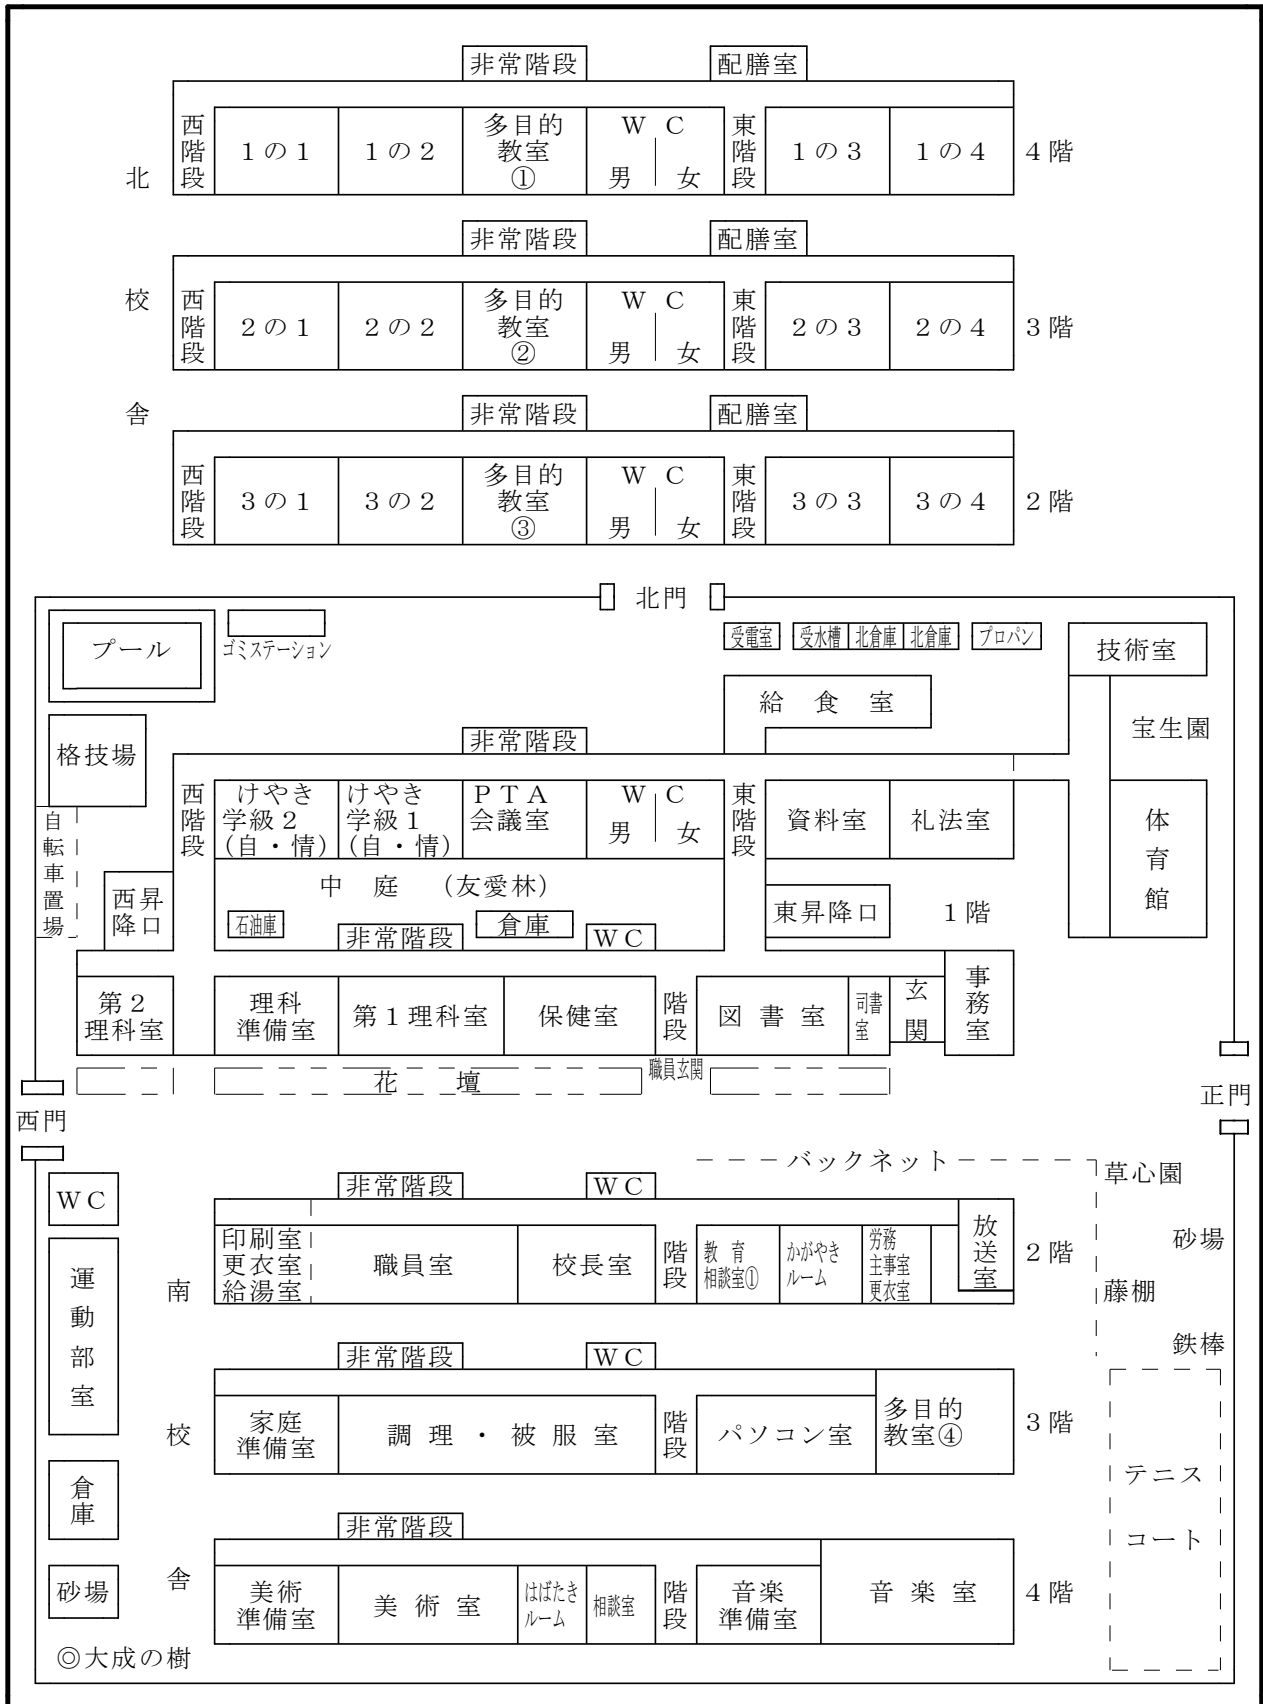 非常階段 配膳室
西階段 1の1 1の2 多目的教室① WC 男 女 東階段 1の3 1の4 4階
北
非常階段 配膳室
校 西階段 2の1 2の2 多目的教室② WC 男 女 東階段 2の3 2の4 3階
舎 非常階段 配膳室
西階段 3の1 3の2 多目的教室③ WC 男 女 東階段 3の3 3の4 2階
北門
プール ゴミステーション 受電室 受水槽 北倉庫 北倉庫 プロパン 技術室
給食室
格技場 非常階段 宝生園
西階段 けやき学級2(自・情) けやき学級1(自・情) PTA会議室 WC 男 女 東階段 資料室 礼法室 体育館
自転車置場
中庭 (友愛林)
西昇降口 石油庫 非常階段 倉庫 WC 東昇降口 1階
第2理科室 理科準備室 第1理科室 保健室 階段 図書室 司書室 玄関 事務室
花壇 職員玄関
西門 正門
バックネット 草心園
WC 非常階段 WC
印刷室更衣室給湯室 職員室 校長室 階段 教育相談室① かがやきルーム 労務主事室更衣室 放送室 2階 砂場
運動部室 南 藤棚
非常階段 WC 鉄棒
校 家庭準備室 調理・被服室 階段 パソコン室 多目的教室④ 3階
倉庫 テニス
非常階段 コート
砂場 舎 美術準備室 美術室 はばたきルーム 相談室 階段 音楽準備室 音楽室 4階
◎大成の樹